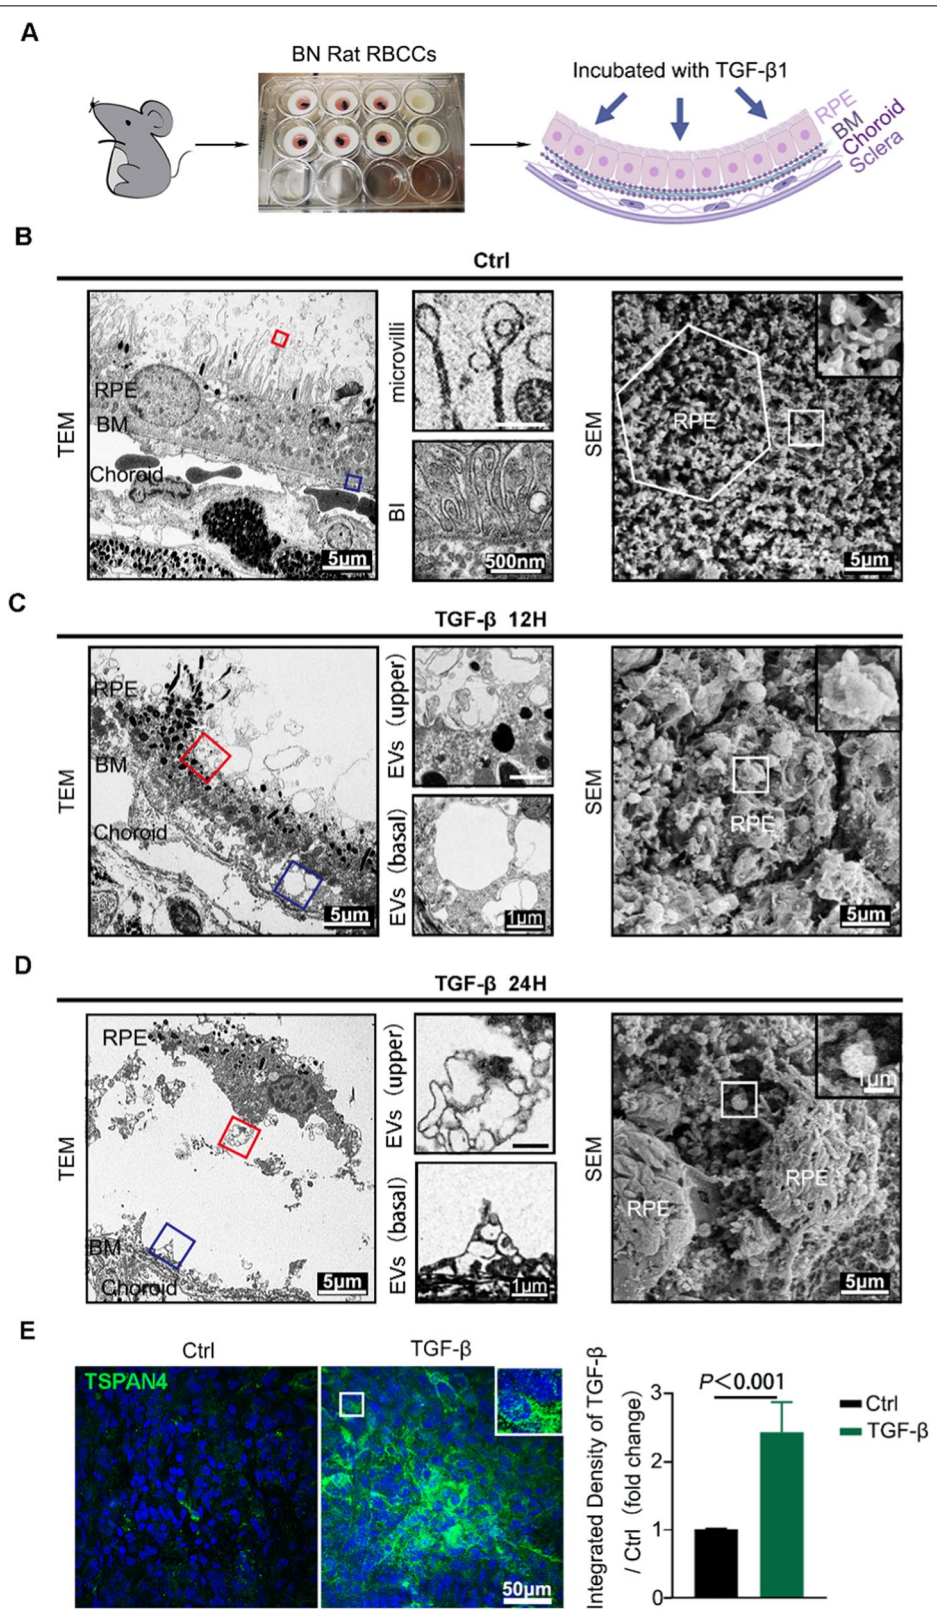 A
BN Rat RBCCs
Incubated with TGF-β1
RPE
BM
Choroid
Sclera
B
Ctrl
TEM
RPE
BM
Choroid
5μm
microvilli
BI
500nm
SEM
RPE
5μm
C
TGF-β 12H
TEM
RPE
BM
Choroid
5μm
EVs (upper)
EVs (basal)
1μm
SEM
RPE
5μm
D
TGF-β 24H
TEM
RPE
BM
Choroid
5μm
EVs (upper)
EVs (basal)
1μm
SEM
1μm
RPE
RPE
5μm
E
Ctrl
TGF-β
TSPAN4
50μm
Integrated Density of TGF-β
/ Ctrl (fold change)
3
2
1
0
P<0.001
Ctrl
TGF-β